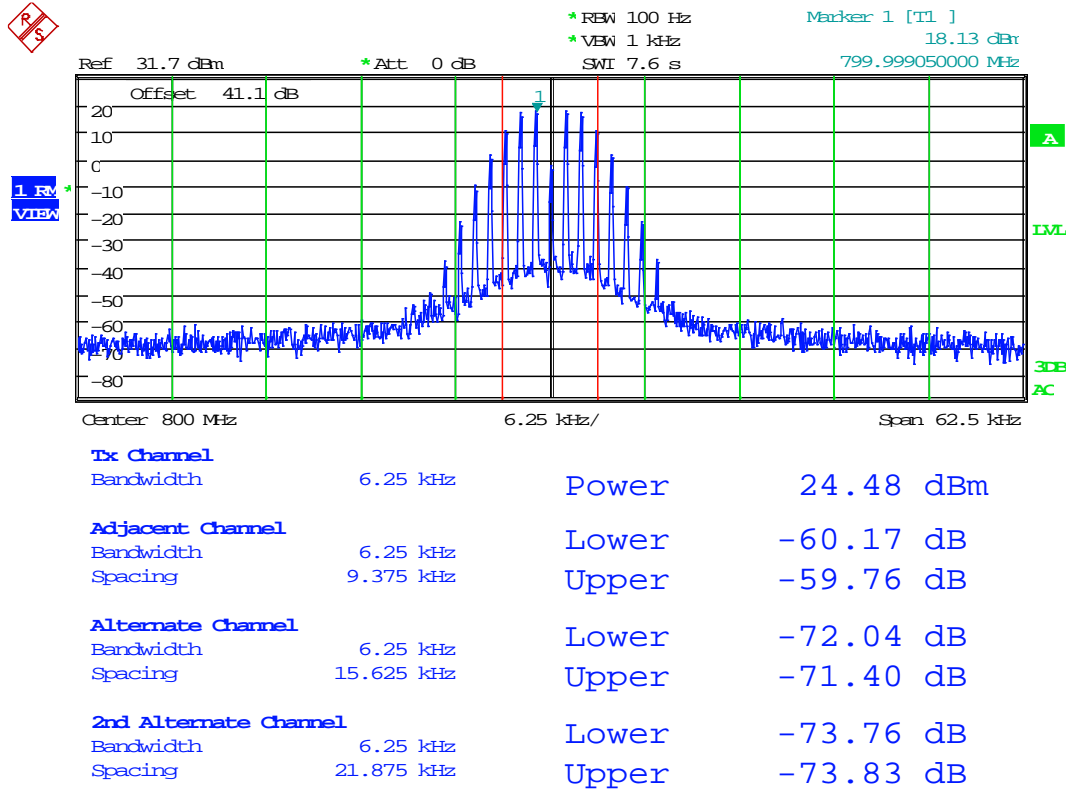 R S
* RBW 100 Hz Marker 1 [T1 ]
* VBW 1 kHz 18.13 dBm
Ref 31.7 dBm * Att 0 dB SWT 7.6 s 799.999050000 MHz
Offset 41.1 dB
1
20
10
A
0
-10
1 RM *
VIEW
-20
LVL
-30
-40
-50
-60
-70
3DB
-80
AC
Center 800 MHz 6.25 kHz/ Span 62.5 kHz
Tx Channel
Bandwidth 6.25 kHz Power 24.48 dBm
Adjacent Channel
Bandwidth 6.25 kHz Lower -60.17 dB
Spacing 9.375 kHz Upper -59.76 dB
Alternate Channel
Bandwidth 6.25 kHz Lower -72.04 dB
Spacing 15.625 kHz Upper -71.40 dB
2nd Alternate Channel
Bandwidth 6.25 kHz Lower -73.76 dB
Spacing 21.875 kHz Upper -73.83 dB